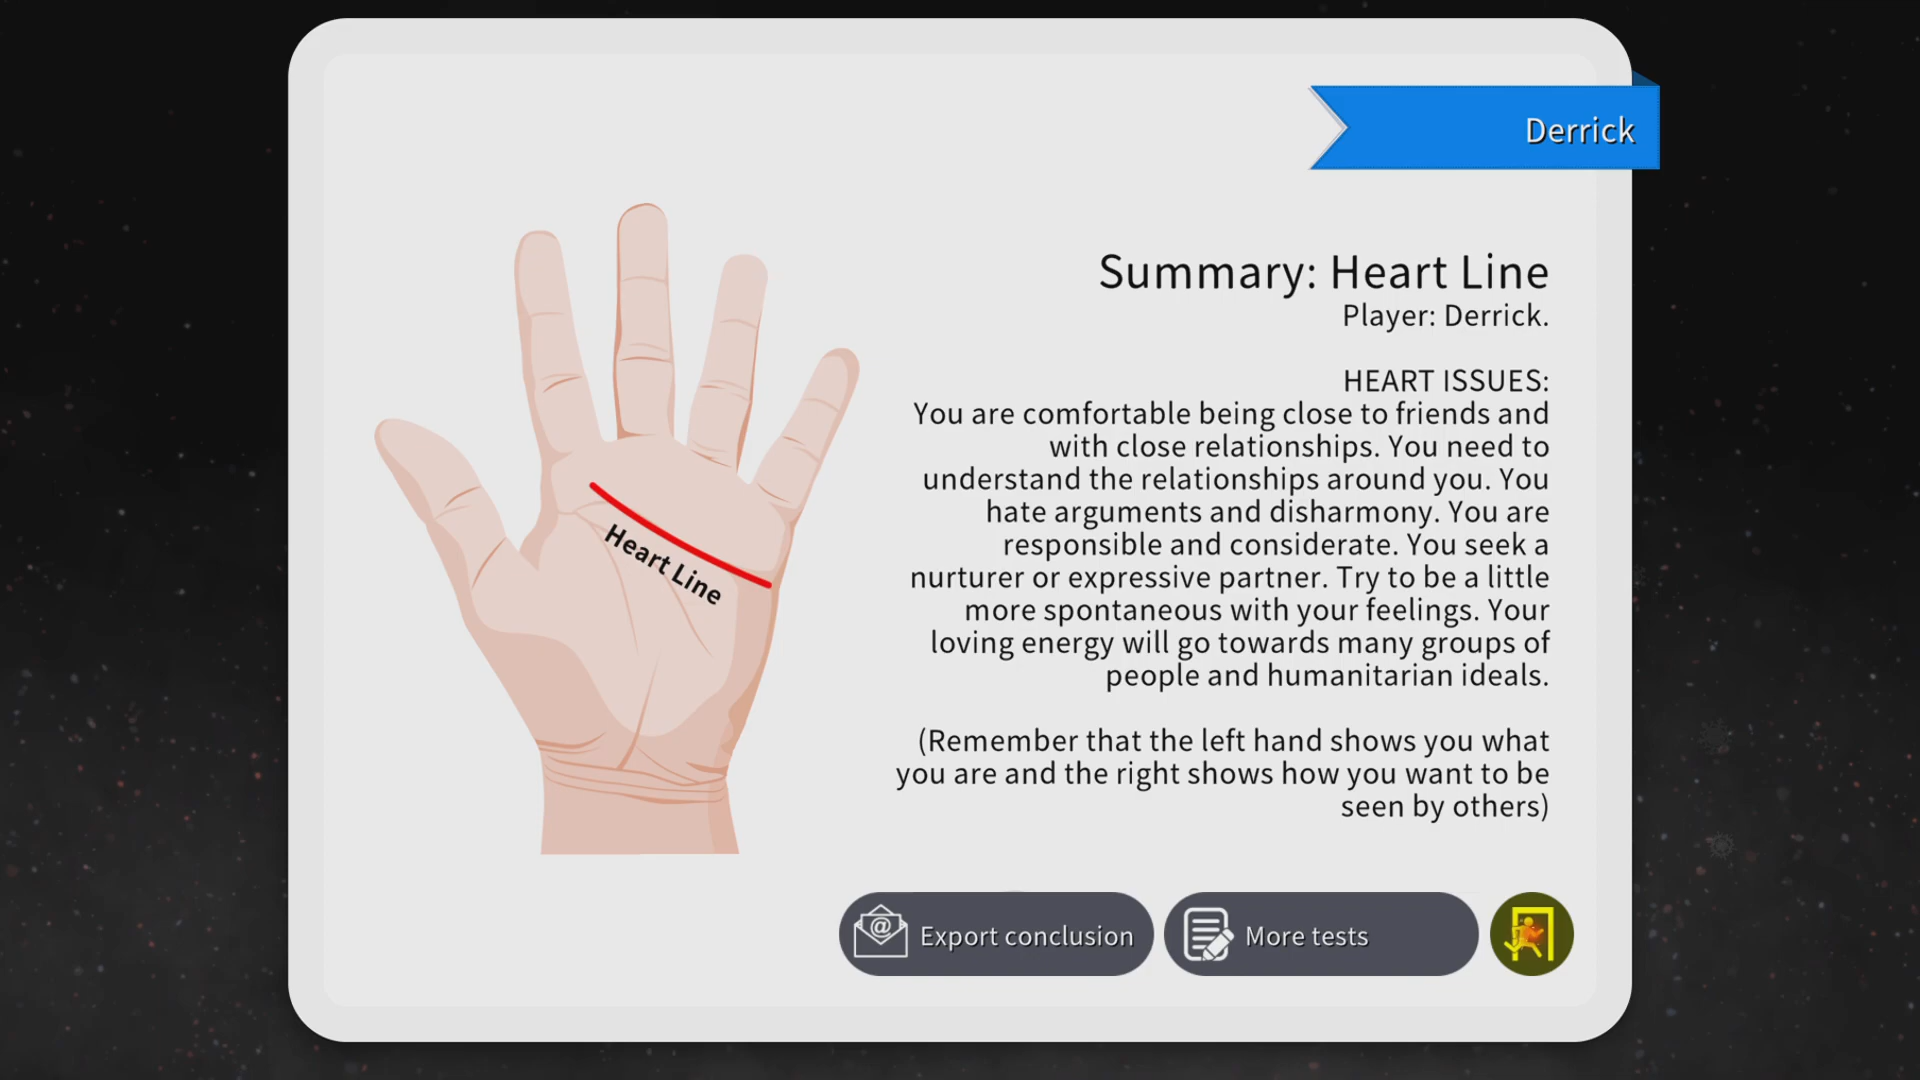 Derrick
Summary: Heart Line
Player: Derrick.
HEART ISSUES:
You are comfortable being close to friends and
with close relationships. You need to
understand the relationships around you. You
hate arguments and disharmony. You are
responsible and considerate. You seek a
nurturer or expressive partner. Try to be a little
more spontaneous with your feelings. Your
loving energy will go towards many groups of
people and humanitarian ideals.
(Remember that the left hand shows you what
you are and the right shows how you want to be
seen by others)
Heart Line
@ Export conclusion
More tests